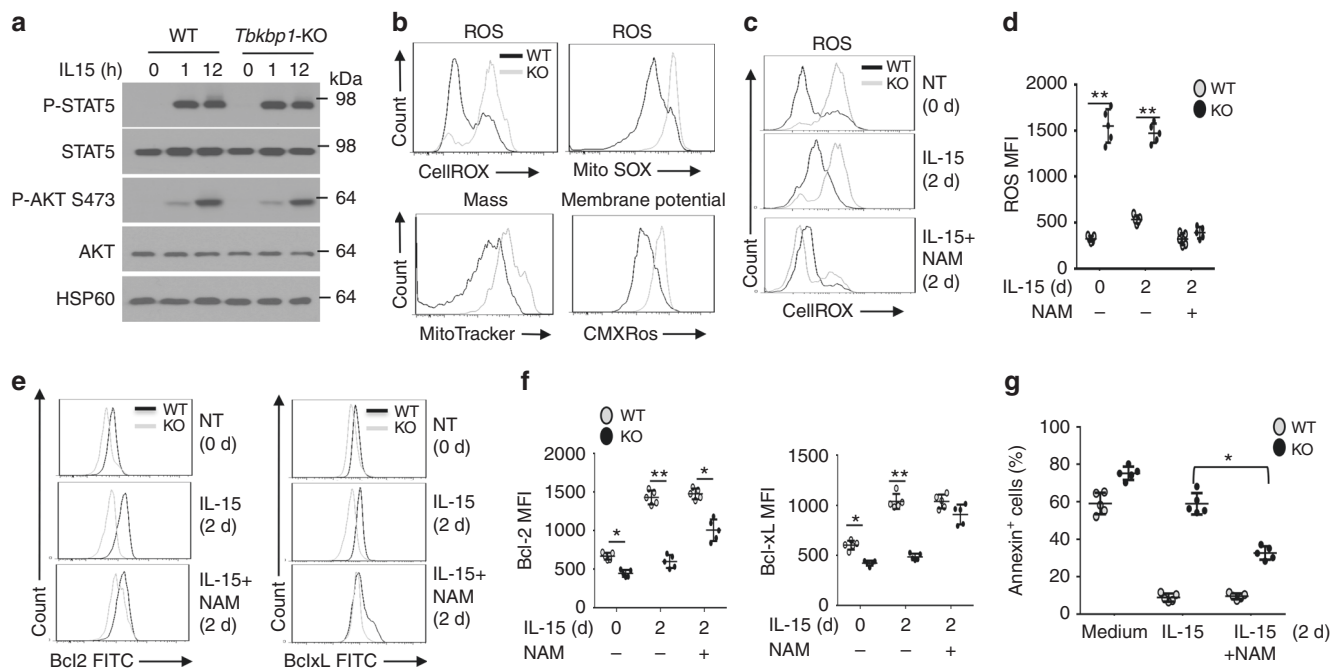 a
WT Tbkbp1-KO
IL15 (h) 0 1 12 0 1 12 kDa
P-STAT5 98
STAT5 98
P-AKT S473 64
AKT 64
HSP60 64
b
ROS ROS
WT
KO
Count
CellROX Mito SOX
Mass Membrane potential
Count
MitoTracker CMXRos
c
ROS
WT
KO
NT
(0 d)
IL-15
(2 d)
IL-15+
NAM
(2 d)
Count
CellROX
d
WT
KO
ROS MFI
2000
1500
1000
500
0
** **
IL-15 (d) 0 2 2
NAM – – +
e
WT
KO
NT
(0 d)
IL-15
(2 d)
IL-15+
NAM
(2 d)
Count
Bcl2 FITC
WT
KO
NT
(0 d)
IL-15
(2 d)
IL-15+
NAM
(2 d)
Count
BclxL FITC
f
WT
KO
Bcl-2 MFI
2000
1500
1000
500
0
* ** *
IL-15 (d) 0 2 2
NAM – – +
Bcl-xL MFI
1500
1000
500
0
* **
0 2 2
– – +
g
WT
KO
Annexin+ cells (%)
100
80
60
40
20
0
*
Medium IL-15 IL-15 (2 d)
+NAM